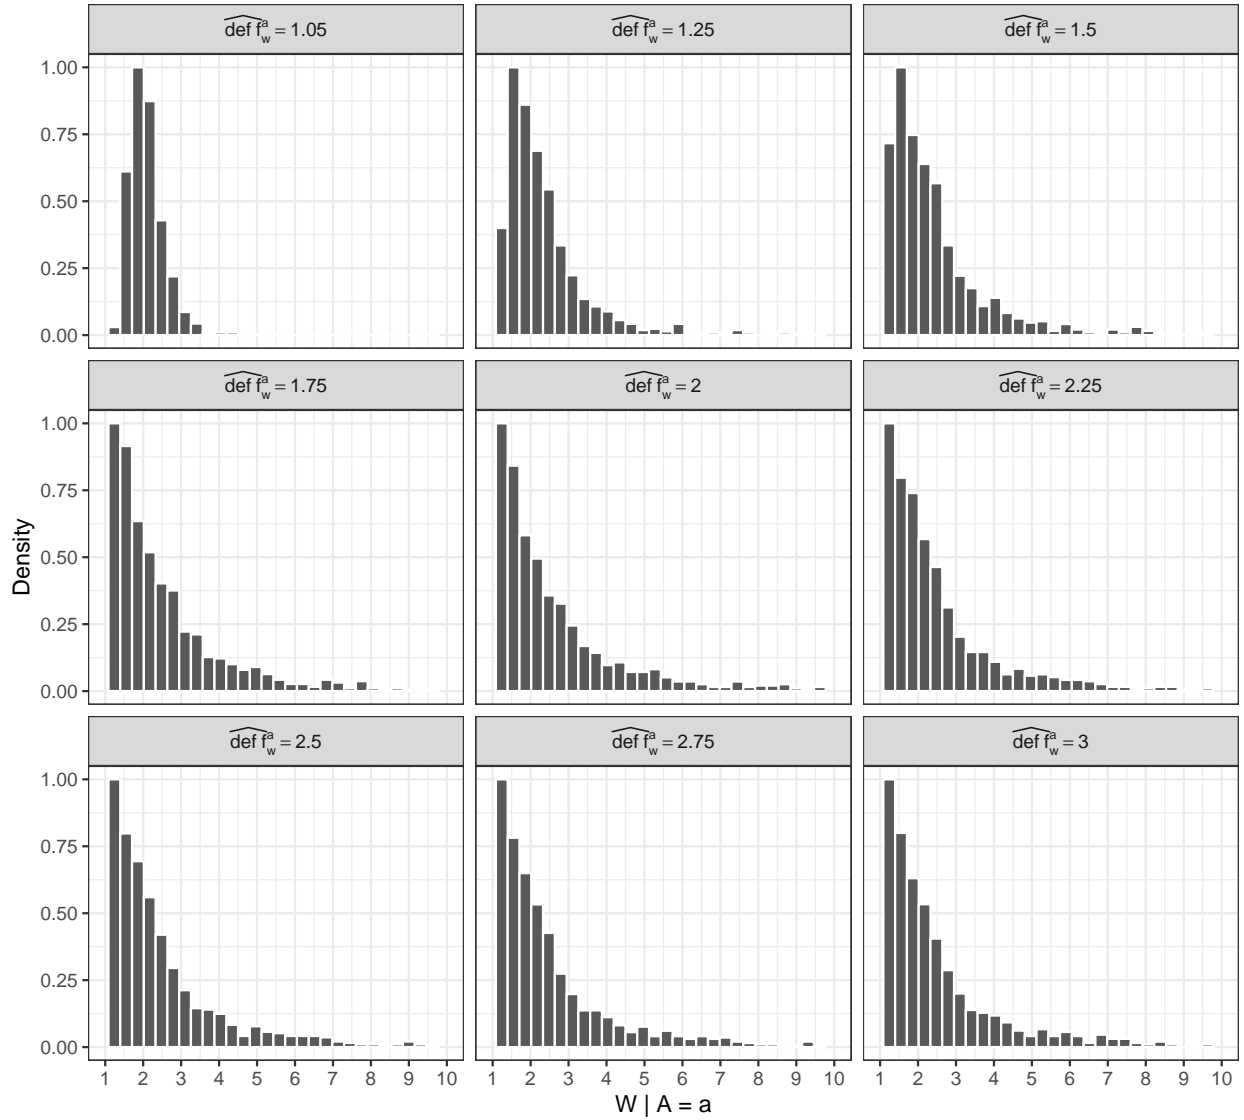 def f_w^a = 1.05
def f_w^a = 1.25
def f_w^a = 1.5
1.00
0.75
0.50
0.25
0.00
def f_w^a = 1.75
def f_w^a = 2
def f_w^a = 2.25
1.00
0.75
0.50
0.25
0.00
Density
def f_w^a = 2.5
def f_w^a = 2.75
def f_w^a = 3
1.00
0.75
0.50
0.25
0.00
1 2 3 4 5 6 7 8 9 10
1 2 3 4 5 6 7 8 9 10
1 2 3 4 5 6 7 8 9 10
W | A = a